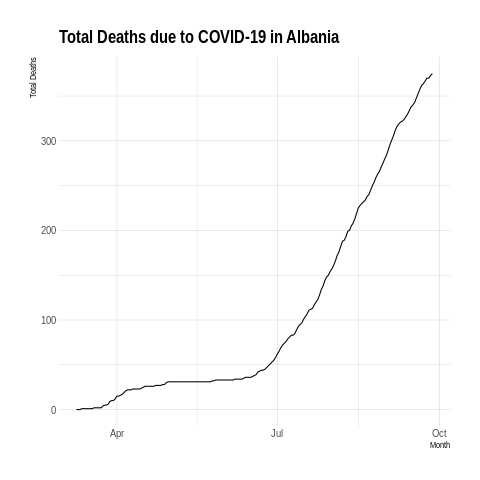 Total Deaths due to COVID-19 in Albania
Total Deaths
300
200
100
0
Apr Jul Oct
Month